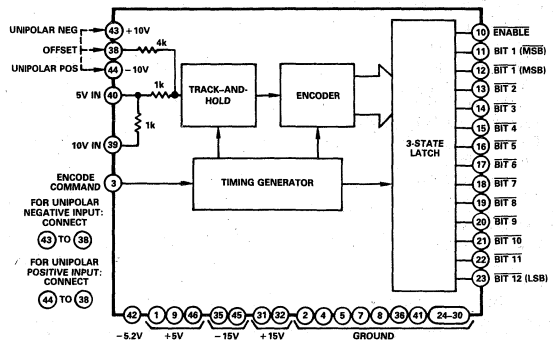 UNIPOLAR NEG 43 +10V
OFFSET 38 4k
UNIPOLAR POS 44 -10V
5V IN 40 1k
1k
10V IN 39
ENCODE
COMMAND 3
FOR UNIPOLAR
NEGATIVE INPUT:
CONNECT
43 TO 38
FOR UNIPOLAR
POSITIVE INPUT:
CONNECT
44 TO 38
TRACK-AND-
HOLD
ENCODER
TIMING GENERATOR
3-STATE
LATCH
10 ENABLE
11 BIT 1 (MSB)
12 BIT 1 (MSB)
13 BIT 2
14 BIT 3
15 BIT 4
16 BIT 5
17 BIT 6
18 BIT 7
19 BIT 8
20 BIT 9
21 BIT 10
22 BIT 11
23 BIT 12 (LSB)
42 1 9 46 35 45 31 32 2 4 5 7 8 36 41 24-30
-5.2V +5V -15V +15V GROUND